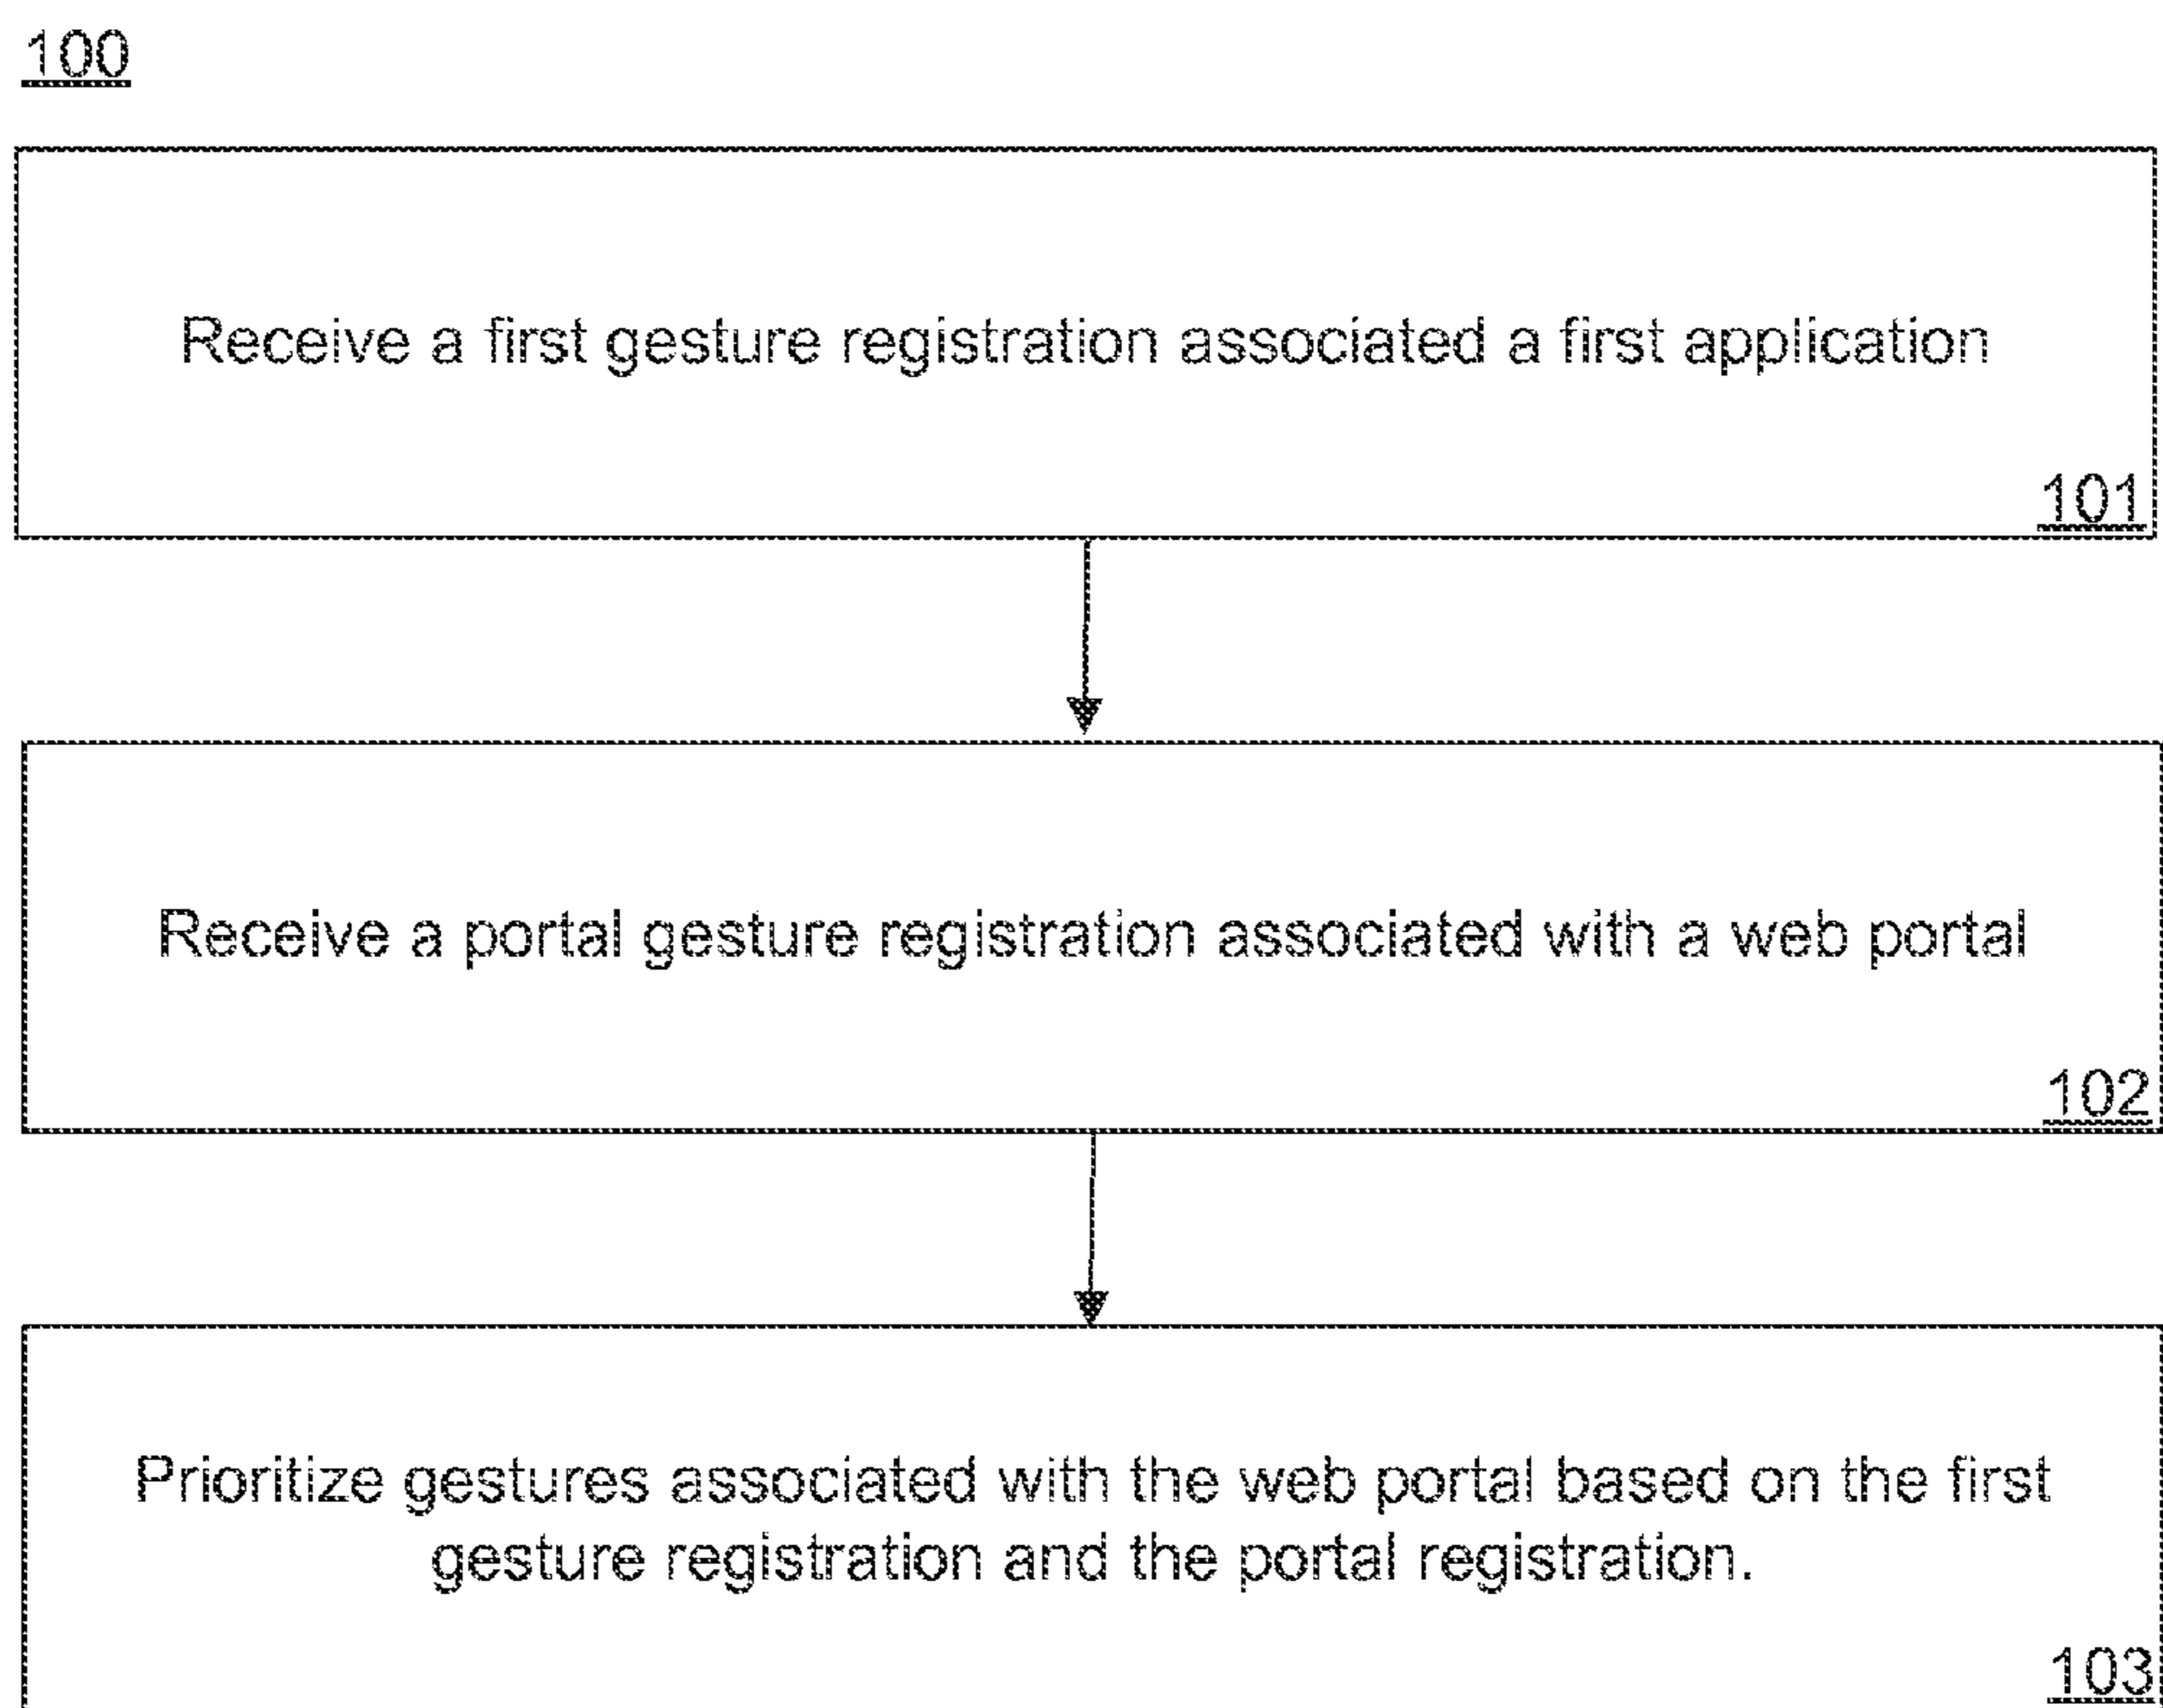 100
Receive a first gesture registration associated a first application
101
Receive a portal gesture registration associated with a web portal
102
Prioritize gestures associated with the web portal based on the first
gesture registration and the portal registration.
103